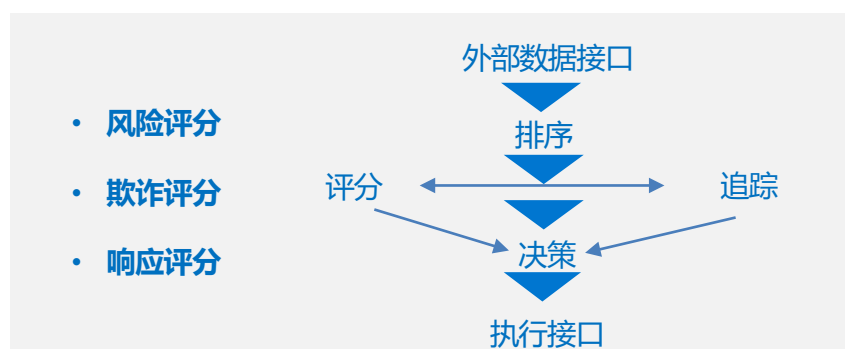 • 风险评分
• 欺诈评分
• 响应评分
外部数据接口
排序
评分
追踪
决策
执行接口